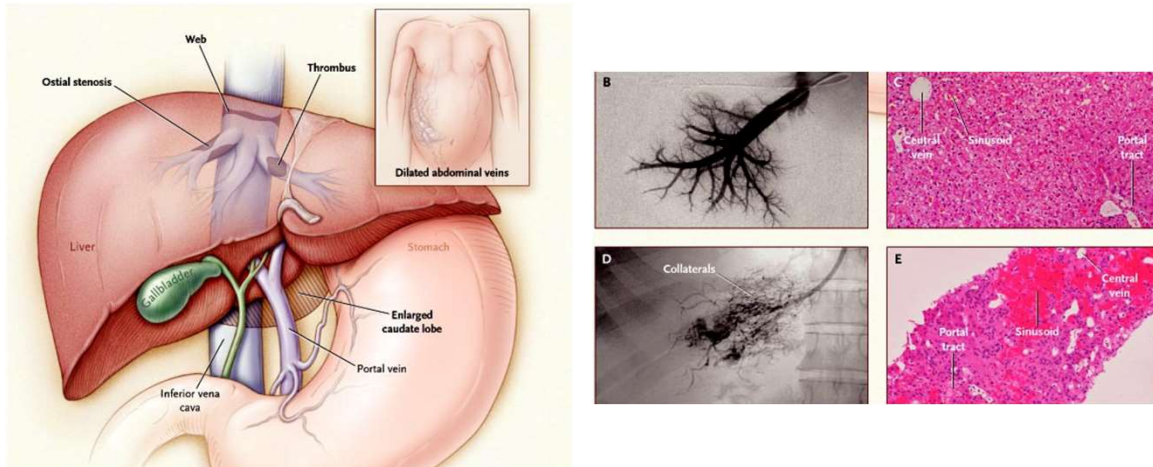 Web
Ostial stenosis
Thrombus
Dilated abdominal veins
Liver
Stomach
Gallbladder
Enlarged
caudate lobe
Portal vein
Inferior vena
cava
B
C
Central
vein
Sinusoid
Portal
tract
D
Collaterals
E
Central
vein
Sinusoid
Portal
tract